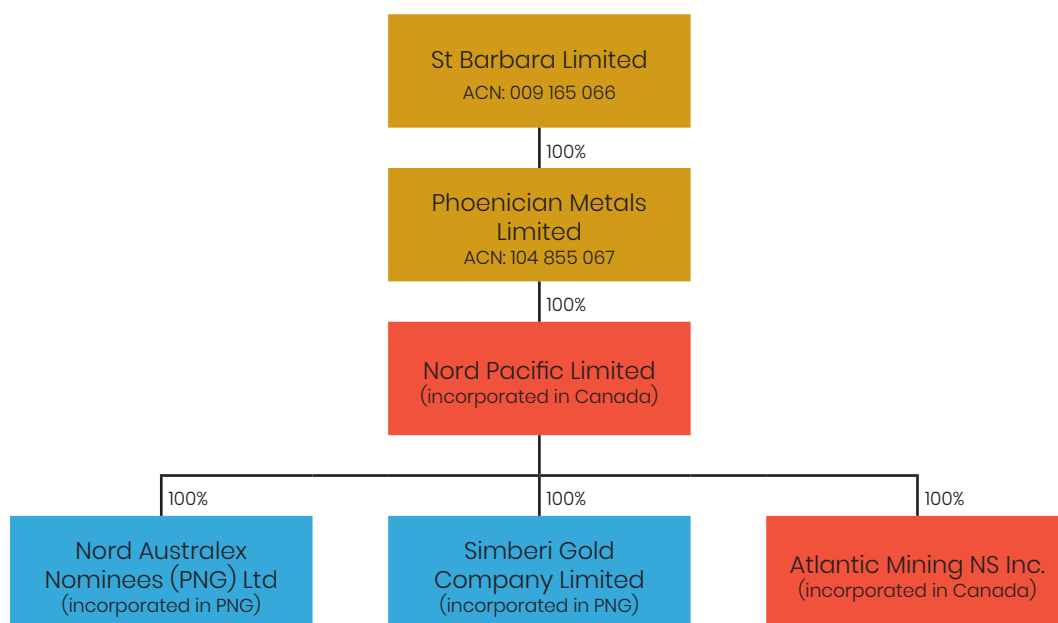 St Barbara Limited
ACN: 009 165 066
100%
Phoenician Metals
Limited
ACN: 104 855 067
100%
Nord Pacific Limited
(incorporated in Canada)
100%
100%
100%
Nord Australex
Nominees (PNG) Ltd
(incorporated in PNG)
Simberi Gold
Company Limited
(incorporated in PNG)
Atlantic Mining NS Inc.
(incorporated in Canada)